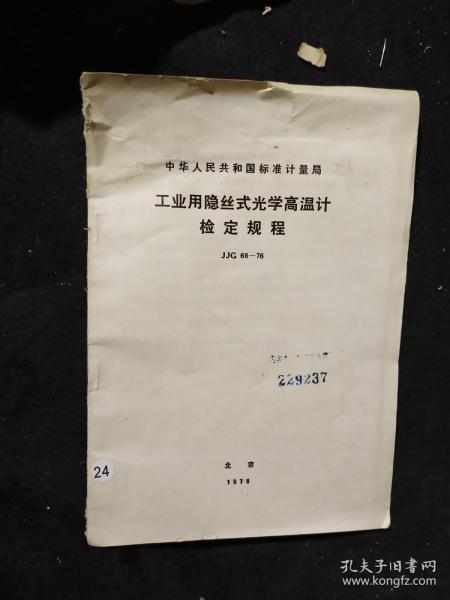 中华人民共和国标准计量局
工业用隐丝式光学高温计
检定规程
JJG 68—76
229237
24
北京
1978
孔夫子旧书网
www.kongfz.com